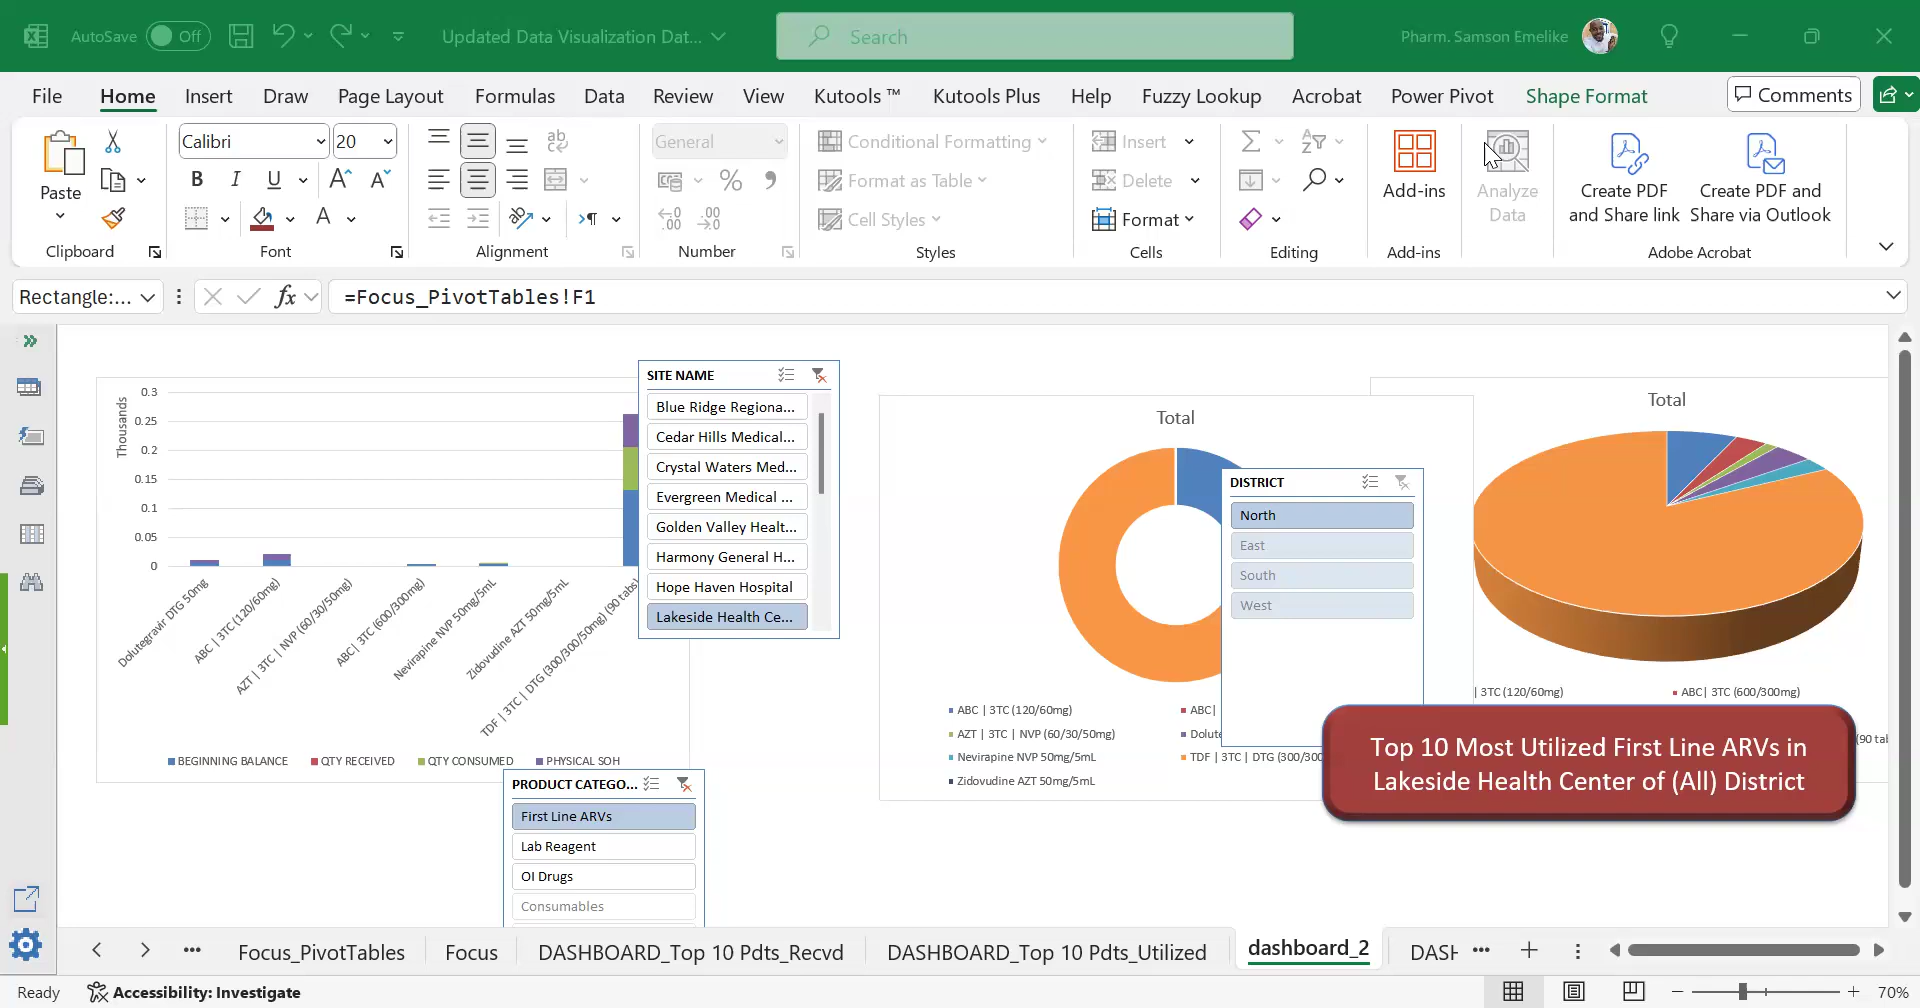 AutoSave Off Updated Data Visualization Dat... Search Pharm. Samson Emelike
File Home Insert Draw Page Layout Formulas Data Review View Kutools ™ Kutools Plus Help Fuzzy Lookup Acrobat Power Pivot Shape Format Comments
Paste
Clipboard
Calibri 20
B I U A A A
Font
ab
Alignment
General
% 9
Number
Conditional Formatting
Format as Table
Cell Styles
Styles
Insert
Delete
Format
Cells
Editing
Add-ins
Add-ins
Analyze
Data
Create PDF
and Share link
Create PDF and
Share via Outlook
Adobe Acrobat
Rectangle:... fx =Focus_PivotTables!F1
Thousands
0.3
0.25
0.2
0.15
0.1
0.05
0
Dolutegravir DTG 50mg
ABC | 3TC (120/60mg)
AZT | 3TC | NVP (60/30/50mg)
ABC| 3TC (600/300mg)
Nevirapine NVP 50mg/5mL
Zidovudine AZT 50mg/5mL
TDF | 3TC | DTG (300/300/50mg) (90 tabs)
BEGINNING BALANCE QTY RECEIVED QTY CONSUMED PHYSICAL SOH
SITE NAME
Blue Ridge Regiona...
Cedar Hills Medical...
Crystal Waters Med...
Evergreen Medical ...
Golden Valley Healt...
Harmony General H...
Hope Haven Hospital
Lakeside Health Ce...
PRODUCT CATEGO...
First Line ARVs
Lab Reagent
OI Drugs
Consumables
Total
ABC | 3TC (120/60mg) ABC|
AZT | 3TC | NVP (60/30/50mg) Dolute
Nevirapine NVP 50mg/5mL TDF | 3TC | DTG (300/300
Zidovudine AZT 50mg/5mL
DISTRICT
North
East
South
West
Total
| 3TC (120/60mg) ABC| 3TC (600/300mg)
(90 tab
Top 10 Most Utilized First Line ARVs in
Lakeside Health Center of (All) District
Focus_PivotTables Focus DASHBOARD_Top 10 Pdts_Recvd DASHBOARD_Top 10 Pdts_Utilized dashboard_2 DASH
Ready Accessibility: Investigate 70%